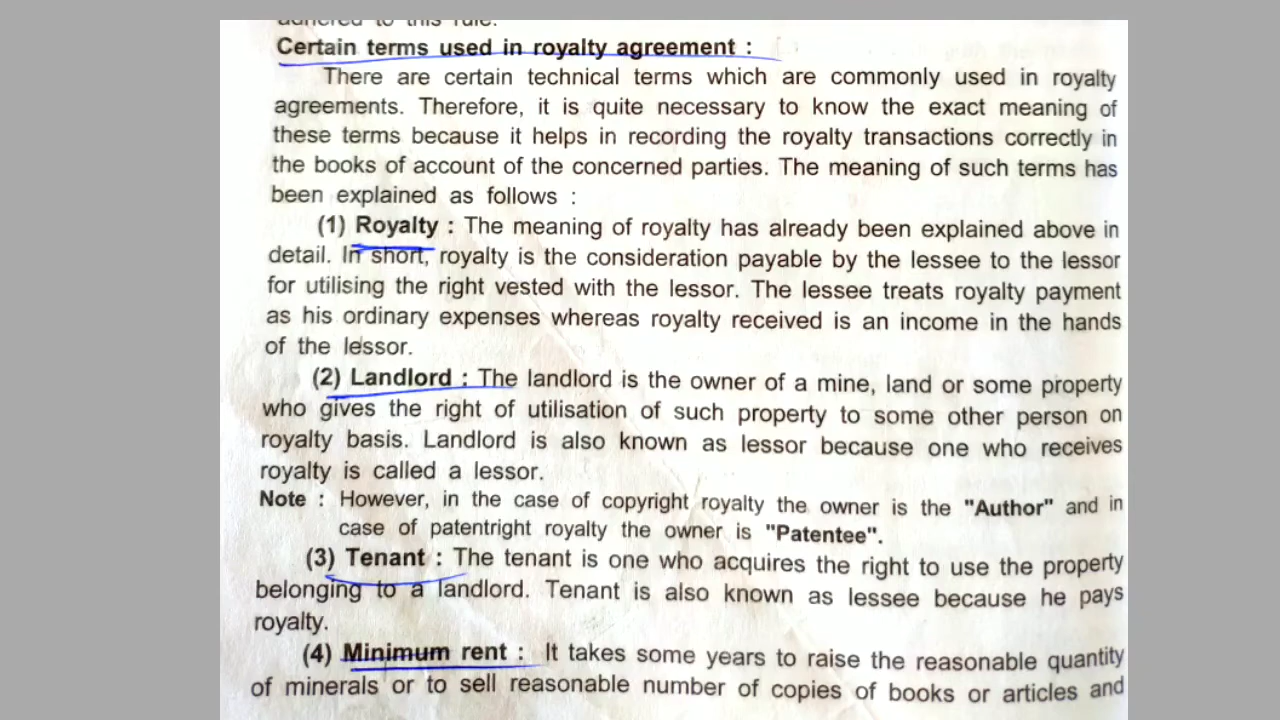 adhered to this rule.
Certain terms used in royalty agreement :
There are certain technical terms which are commonly used in royalty
agreements. Therefore, it is quite necessary to know the exact meaning of
these terms because it helps in recording the royalty transactions correctly in
the books of account of the concerned parties. The meaning of such terms has
been explained as follows :
(1) Royalty : The meaning of royalty has already been explained above in
detail. In short, royalty is the consideration payable by the lessee to the lessor
for utilising the right vested with the lessor. The lessee treats royalty payment
as his ordinary expenses whereas royalty received is an income in the hands
of the lessor.
(2) Landlord : The landlord is the owner of a mine, land or some property
who gives the right of utilisation of such property to some other person on
royalty basis. Landlord is also known as lessor because one who receives
royalty is called a lessor.
Note : However, in the case of copyright royalty the owner is the "Author" and in
case of patentright royalty the owner is "Patentee".
(3) Tenant : The tenant is one who acquires the right to use the property
belonging to a landlord. Tenant is also known as lessee because he pays
royalty.
(4) Minimum rent : It takes some years to raise the reasonable quantity
of minerals or to sell reasonable number of copies of books or articles and